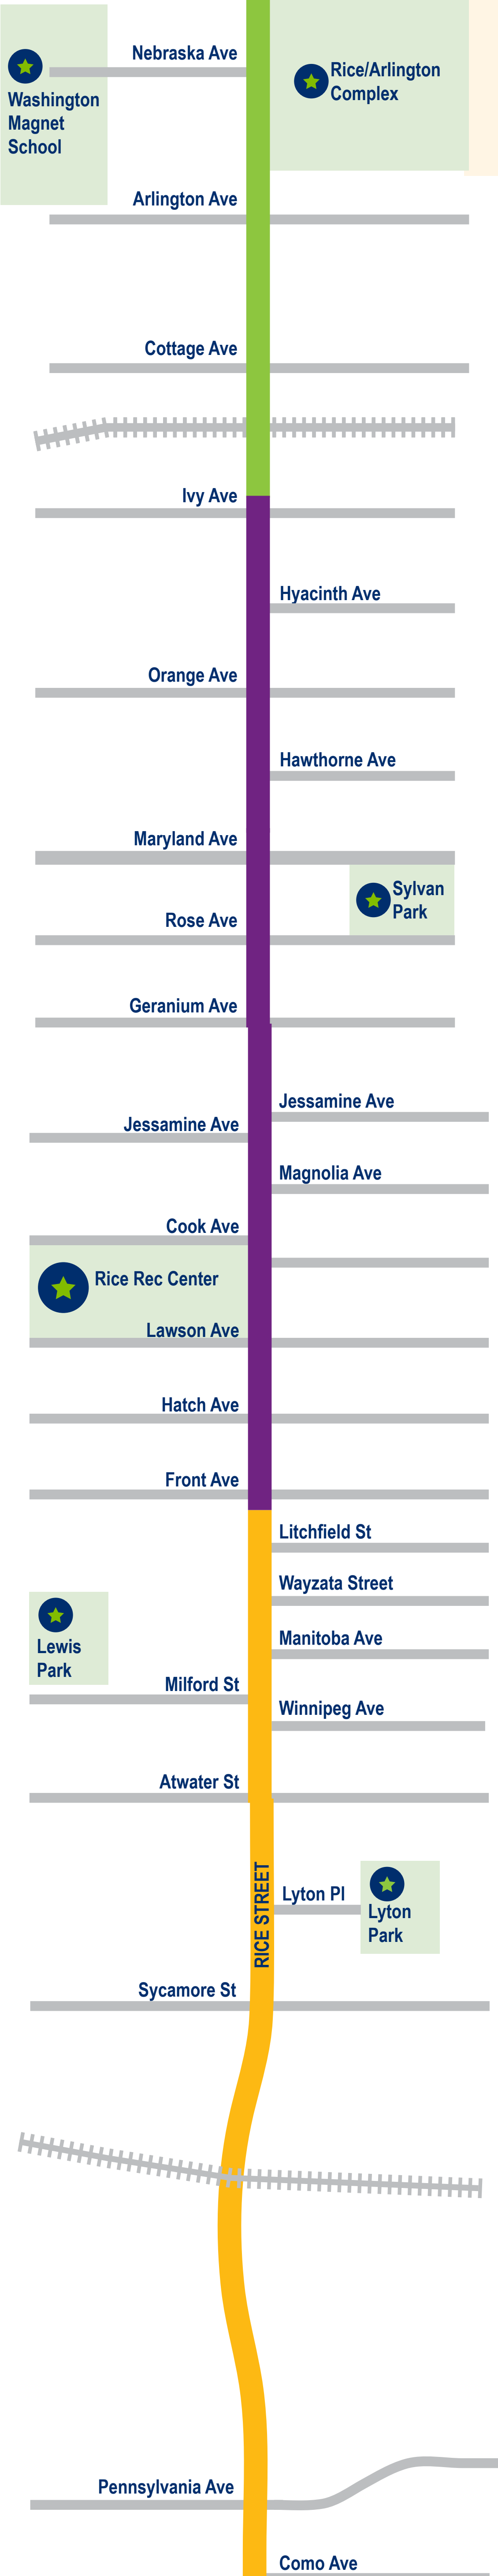 Nebraska Ave
Rice/Arlington
Complex
Washington
Magnet
School
Arlington Ave
Cottage Ave
Ivy Ave
Hyacinth Ave
Orange Ave
Hawthorne Ave
Maryland Ave
Sylvan
Park
Rose Ave
Geranium Ave
Jessamine Ave
Jessamine Ave
Magnolia Ave
Cook Ave
Rice Rec Center
Lawson Ave
Hatch Ave
Front Ave
Litchfield St
Wayzata Street
Manitoba Ave
Lewis
Park
Milford St
Winnipeg Ave
Atwater St
RICE STREET
Lyton Pl
Lyton
Park
Sycamore St
Pennsylvania Ave
Como Ave